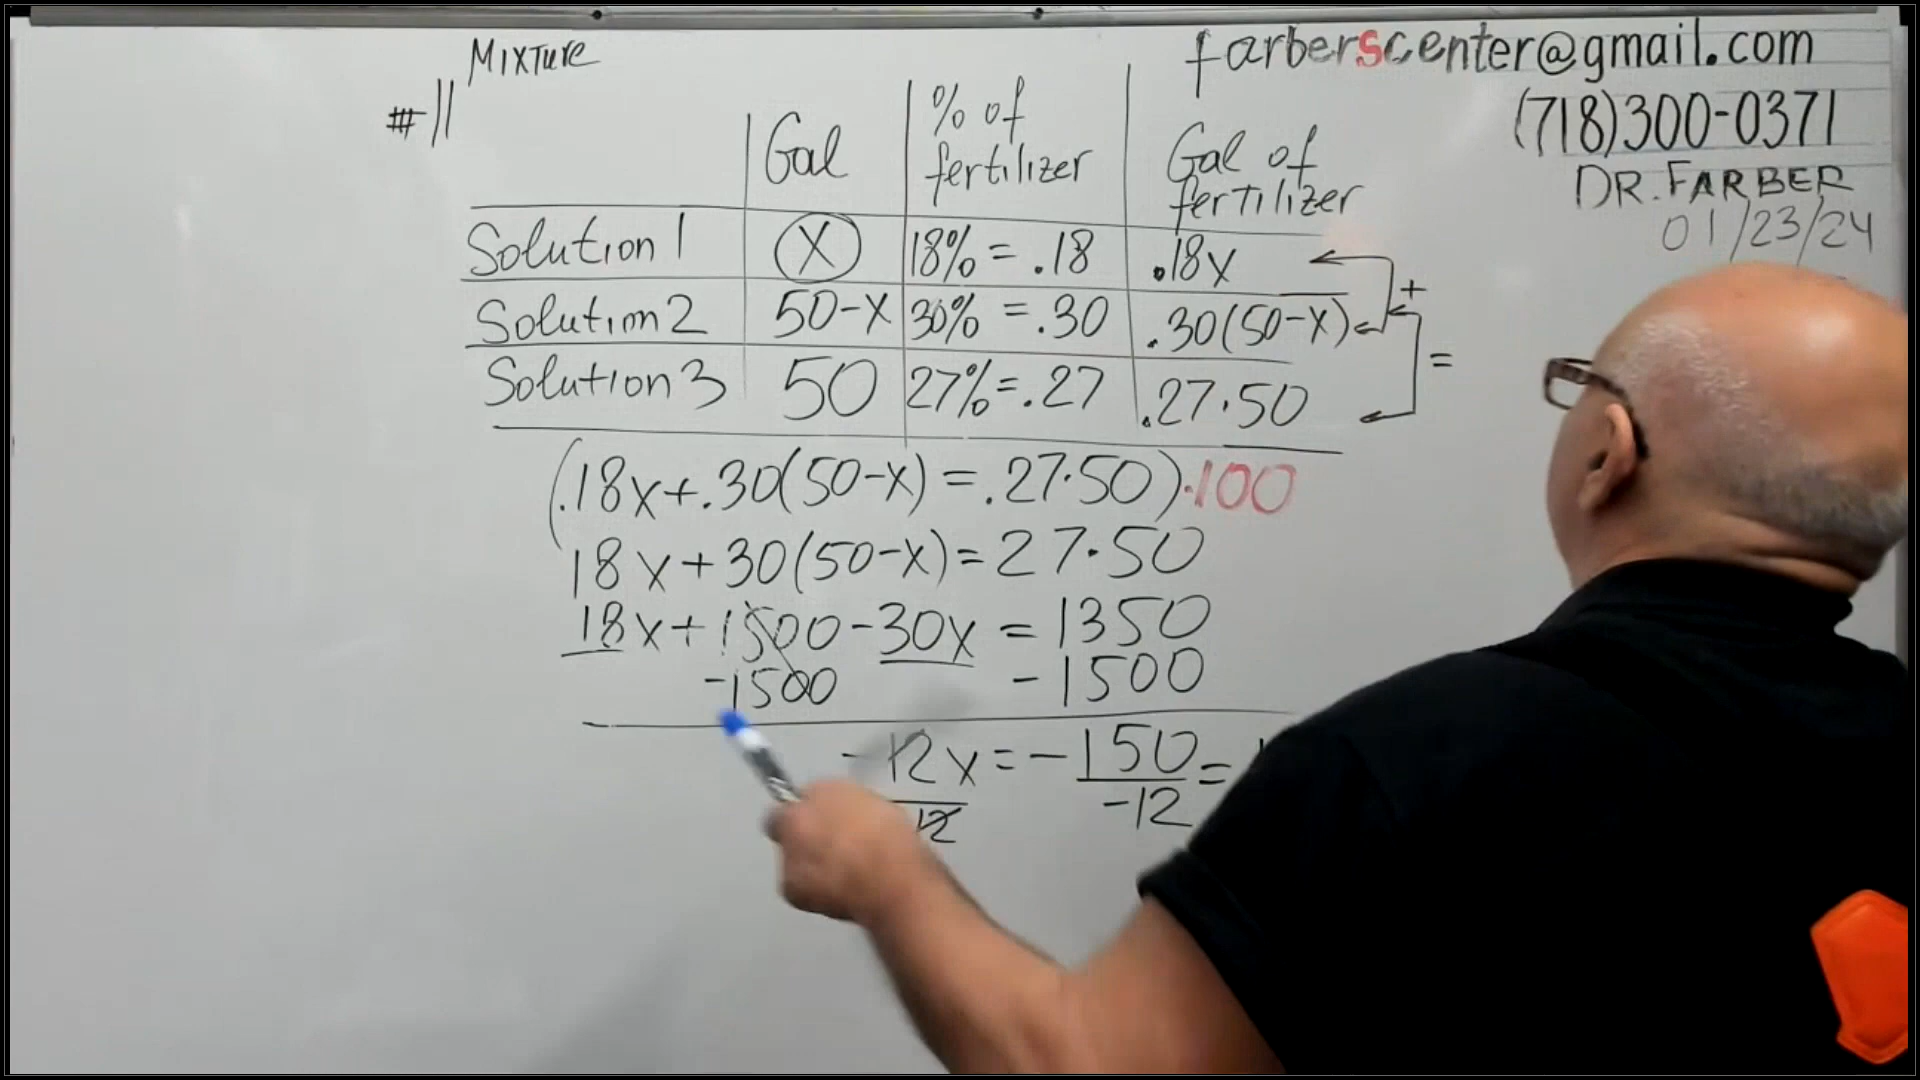 Mixture
farberscenter@gmail.com
(718)300-0371
DR. FARBER
01/23/24
#11
Gal | % of fertilizer | Gal of fertilizer
Solution 1 | X | 18% = .18 | .18x
Solution 2 | 50-X | 30% = .30 | .30(50-X)
Solution 3 | 50 | 27% = .27 | .27·50
+
=
(.18x+.30(50-x) = .27·50)·100
18x+30(50-x)=27·50
18x+1500-30x = 1350
-1500 -1500
-12x = -150 =
12 -12